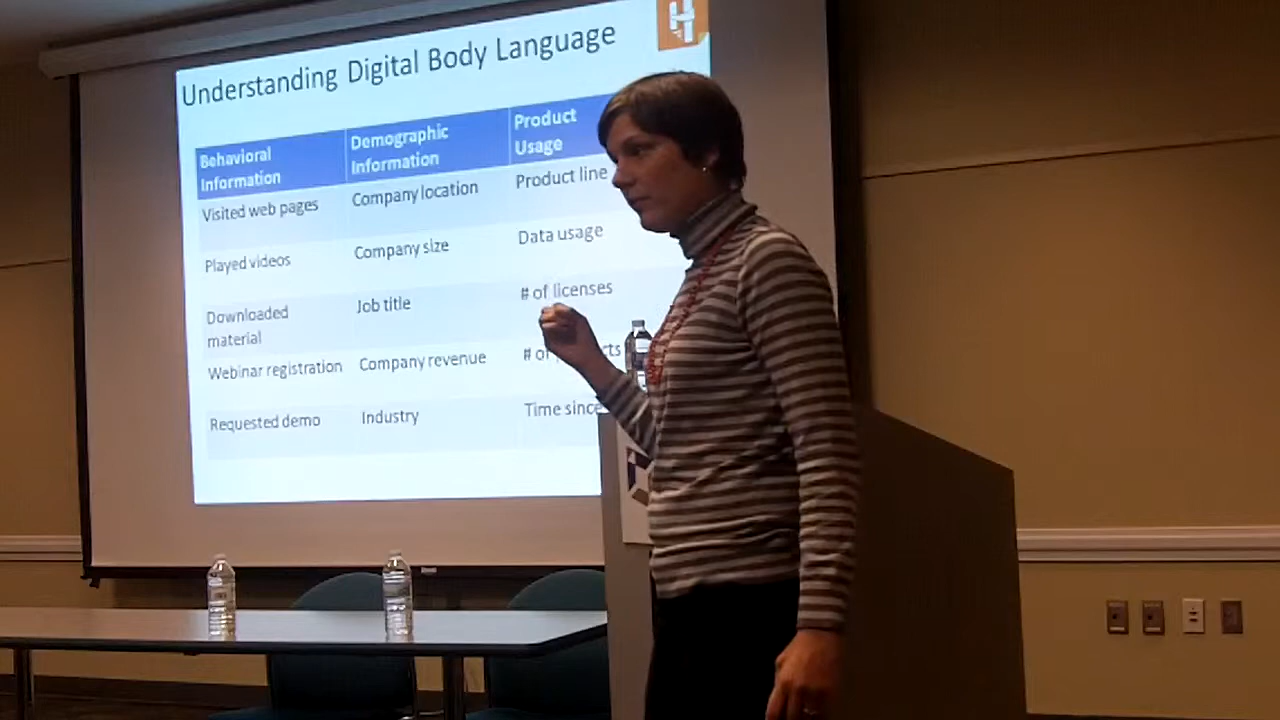 Understanding Digital Body Language
Behavioral Information
Demographic Information
Product Usage
Visited web pages
Company location
Product line
Played videos
Company size
Data usage
Downloaded material
Job title
# of licenses
Webinar registration
Company revenue
# of
Requested demo
Industry
Time since